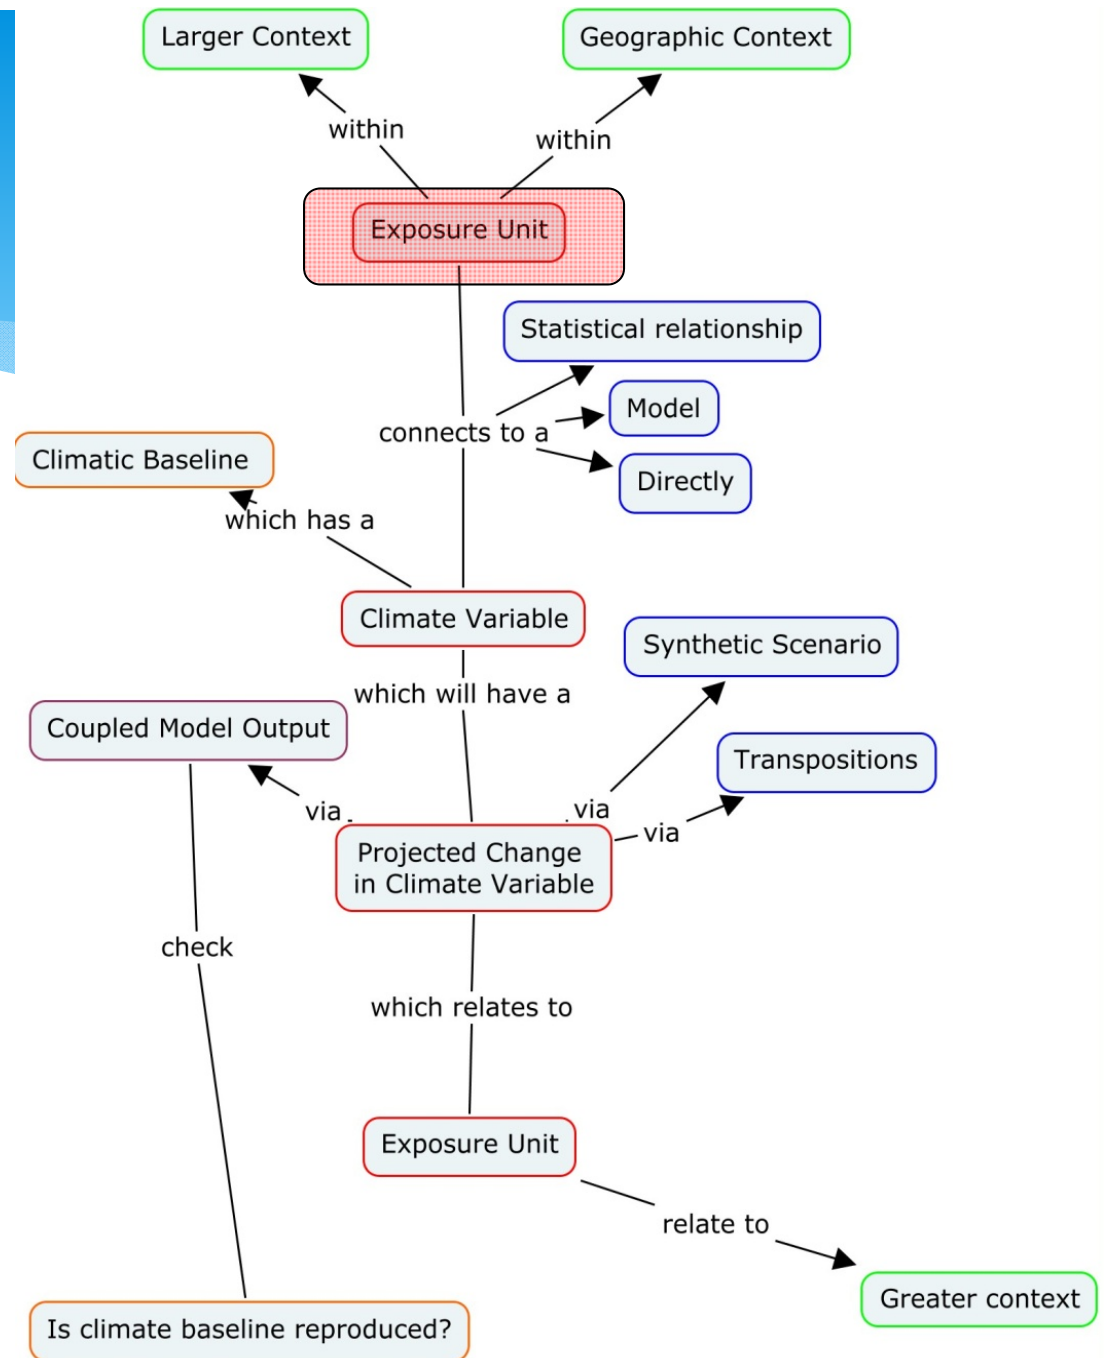 Larger Context
Geographic Context
within
within
Exposure Unit
Statistical relationship
Model
connects to a
Climatic Baseline
Directly
which has a
Climate Variable
Synthetic Scenario
which will have a
Coupled Model Output
Transpositions
via
via
via
Projected Change
in Climate Variable
check
which relates to
Exposure Unit
relate to
Greater context
Is climate baseline reproduced?